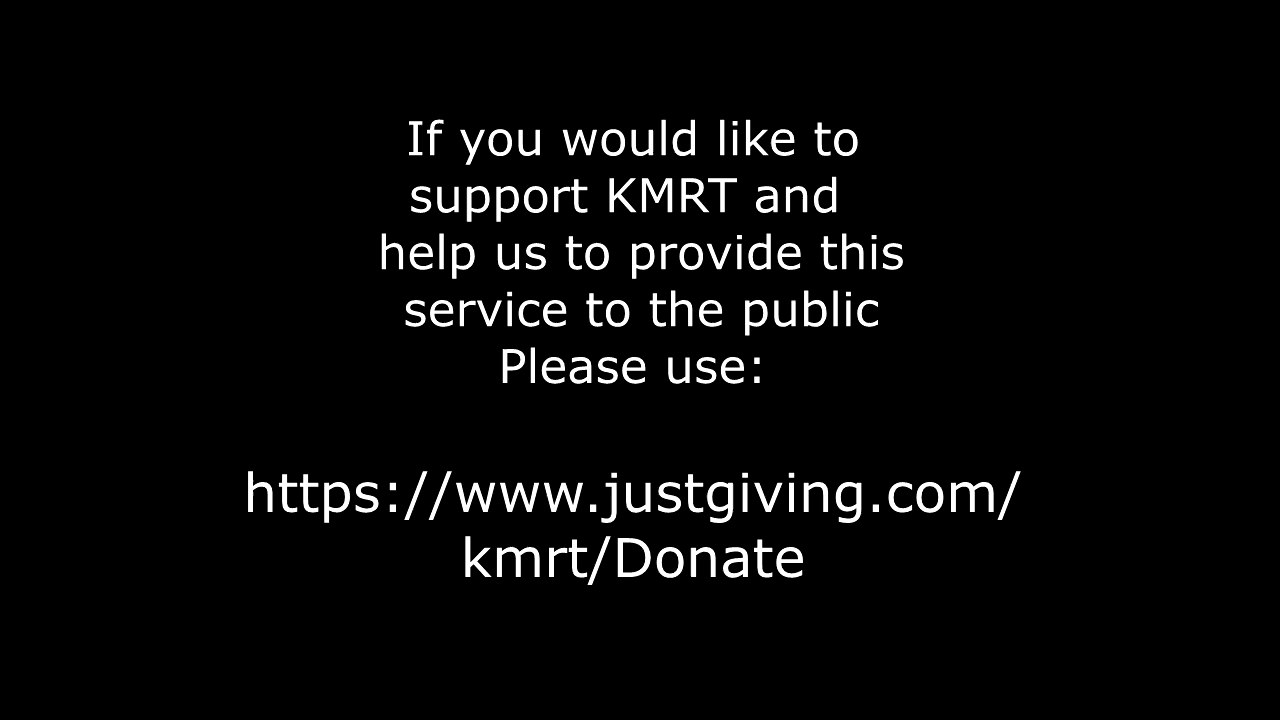 If you would like to
support KMRT and
help us to provide this
service to the public
Please use:
https://www.justgiving.com/
kmrt/Donate